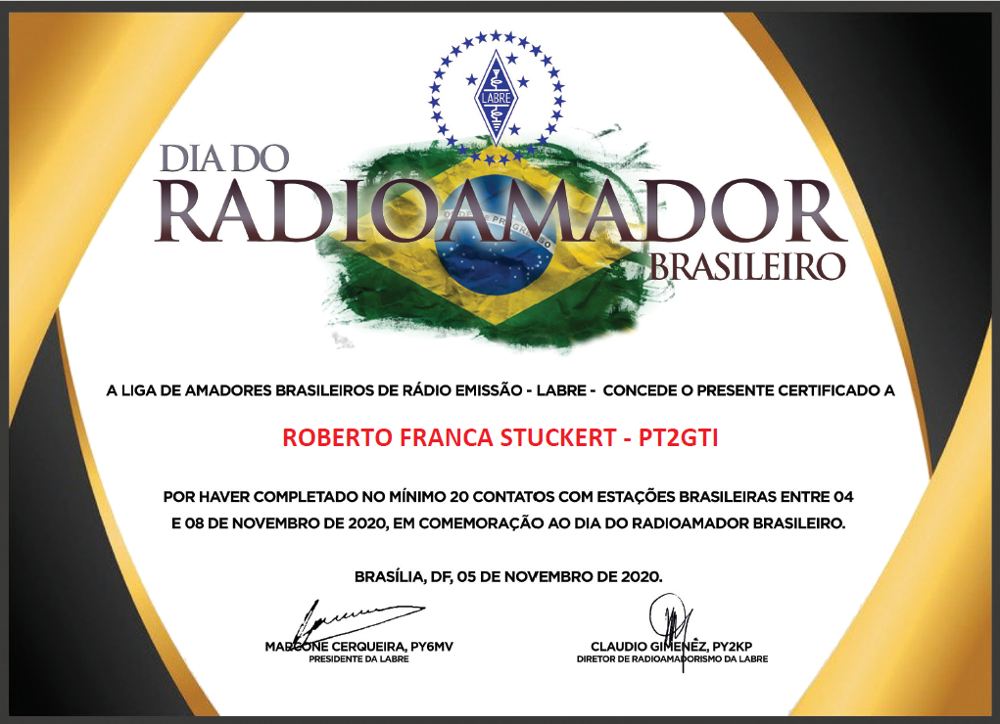 LABRE
DIA DO
RADIOAMADOR
BRASILEIRO
ORDEM E PROGRESSO
A LIGA DE AMADORES BRASILEIROS DE RÁDIO EMISSÃO - LABRE - CONCEDE O PRESENTE CERTIFICADO A
ROBERTO FRANCA STUCKERT - PT2GTI
POR HAVER COMPLETADO NO MÍNIMO 20 CONTATOS COM ESTAÇÕES BRASILEIRAS ENTRE 04
E 08 DE NOVEMBRO DE 2020, EM COMEMORAÇÃO AO DIA DO RADIOAMADOR BRASILEIRO.
BRASÍLIA, DF, 05 DE NOVEMBRO DE 2020.
MARCONE CERQUEIRA, PY6MV
PRESIDENTE DA LABRE
CLAUDIO GIMENEZ, PY2KP
DIRETOR DE RADIOAMADORISMO DA LABRE